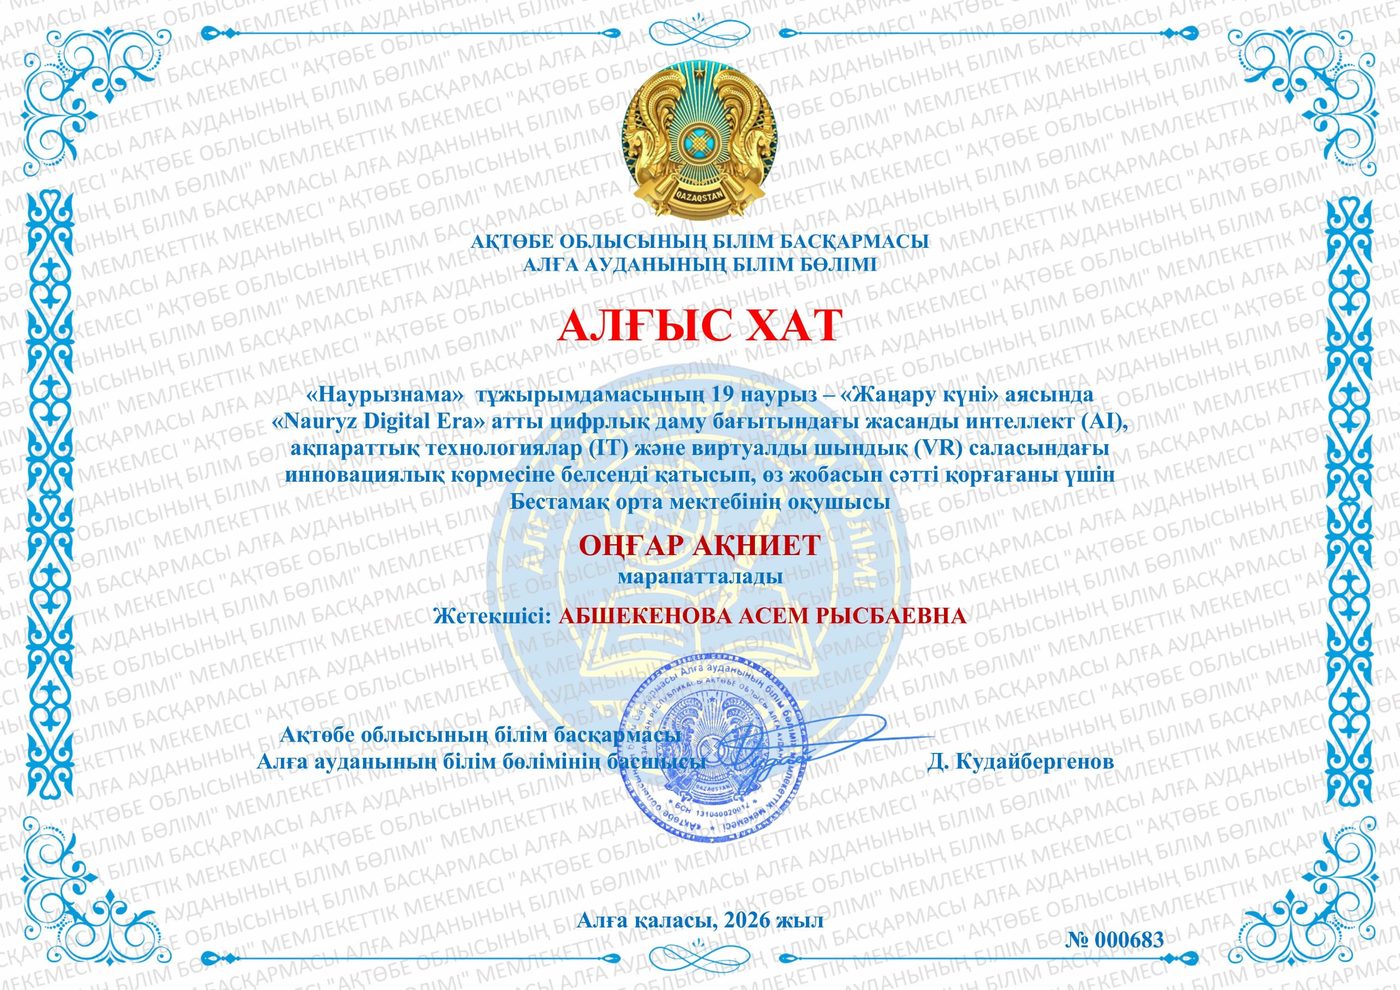 QAZAQSTAN
АҚТӨБЕ ОБЛЫСЫНЫҢ БІЛІМ БАСҚАРМАСЫ
АЛҒА АУДАНЫНЫҢ БІЛІМ БӨЛІМІ
АЛҒЫС ХАТ
«Наурызнама» тұжырымдамасының 19 наурыз – «Жаңару күні» аясында
«Nauryz Digital Era» атты цифрлық даму бағытындағы жасанды интеллект (AI),
ақпараттық технологиялар (IT) және виртуалды шындық (VR) саласындағы
инновациялық көрмесіне белсенді қатысып, өз жобасын сәтті қорғағаны үшін
Бестамақ орта мектебінің оқушысы
ОҢҒАР АҚНИЕТ
марапатталады
Жетекшісі: АБШЕКЕНОВА АСЕМ РЫСБАЕВНА
Ақтөбе облысының білім басқармасы
Алға ауданының білім бөлімінің басшысы
Д. Кудайбергенов
Алға қаласы, 2026 жыл
№ 000683